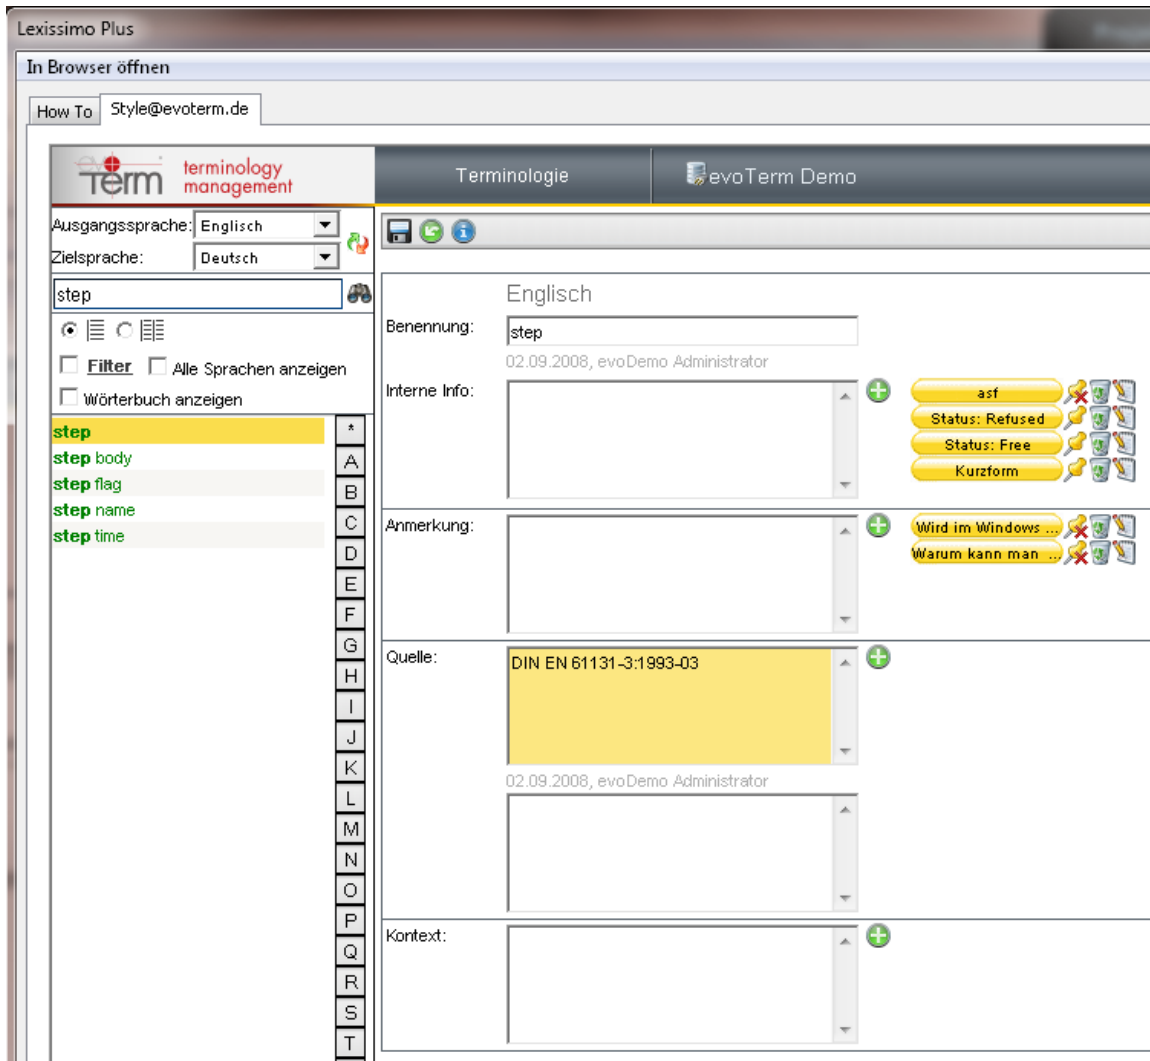 Lexissimo Plus
In Browser öffnen
How To
Style@evoterm.de
evoTerm terminology management
Terminologie
evoTerm Demo
Ausgangssprache: Englisch
Zielsprache: Deutsch
step
Filter
Alle Sprachen anzeigen
Wörterbuch anzeigen
step
step body
step flag
step name
step time
*
A
B
C
D
E
F
G
H
I
J
K
L
M
N
O
P
Q
R
S
T
Englisch
Benennung: step
02.09.2008, evoDemo Administrator
Interne Info:
asf
Status: Refused
Status: Free
Kurzform
Anmerkung:
Wird im Windows ...
Warum kann man ...
Quelle:
DIN EN 61131-3:1993-03
02.09.2008, evoDemo Administrator
Kontext: